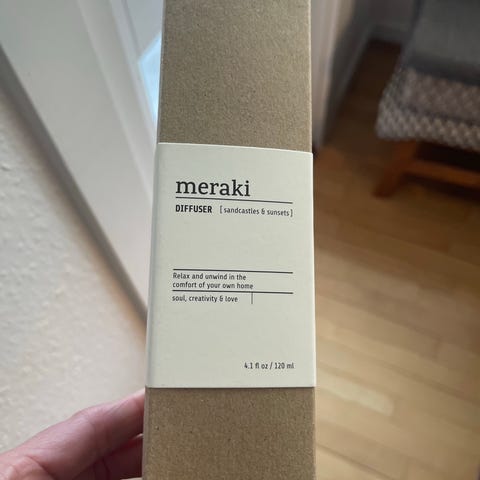 meraki
DIFFUSER [ sandcastles & sunsets ]
Relax and unwind in the
comfort of your own home
soul, creativity & love
4.1 fl oz / 120 ml